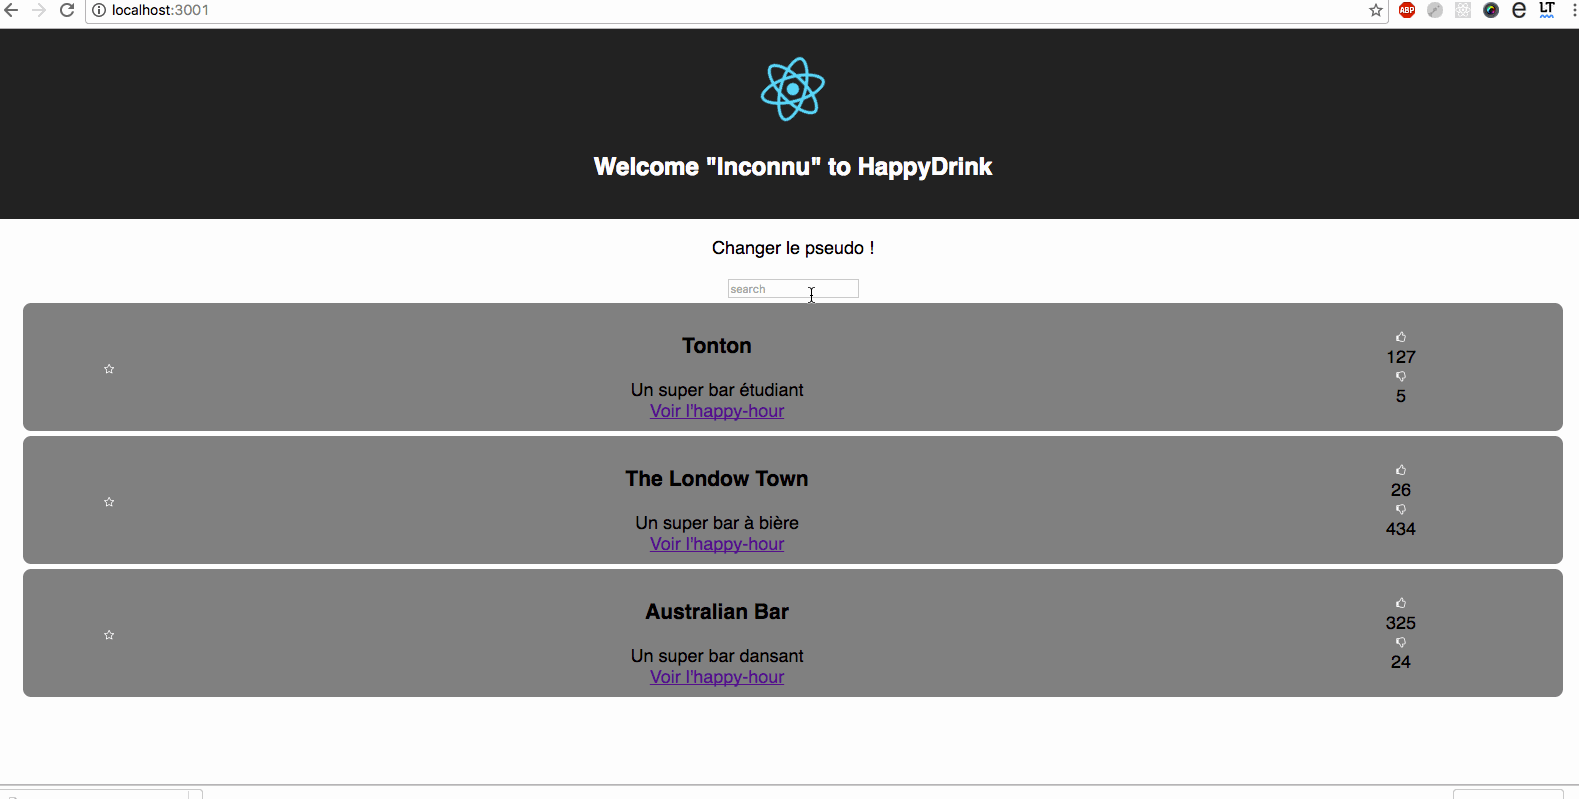 localhost:3001
ABP
e
LT
Welcome "Inconnu" to HappyDrink
Changer le pseudo !
search
Tonton
Un super bar étudiant
Voir l'happy-hour
127
5
The Londow Town
Un super bar à bière
Voir l'happy-hour
26
434
Australian Bar
Un super bar dansant
Voir l'happy-hour
325
24